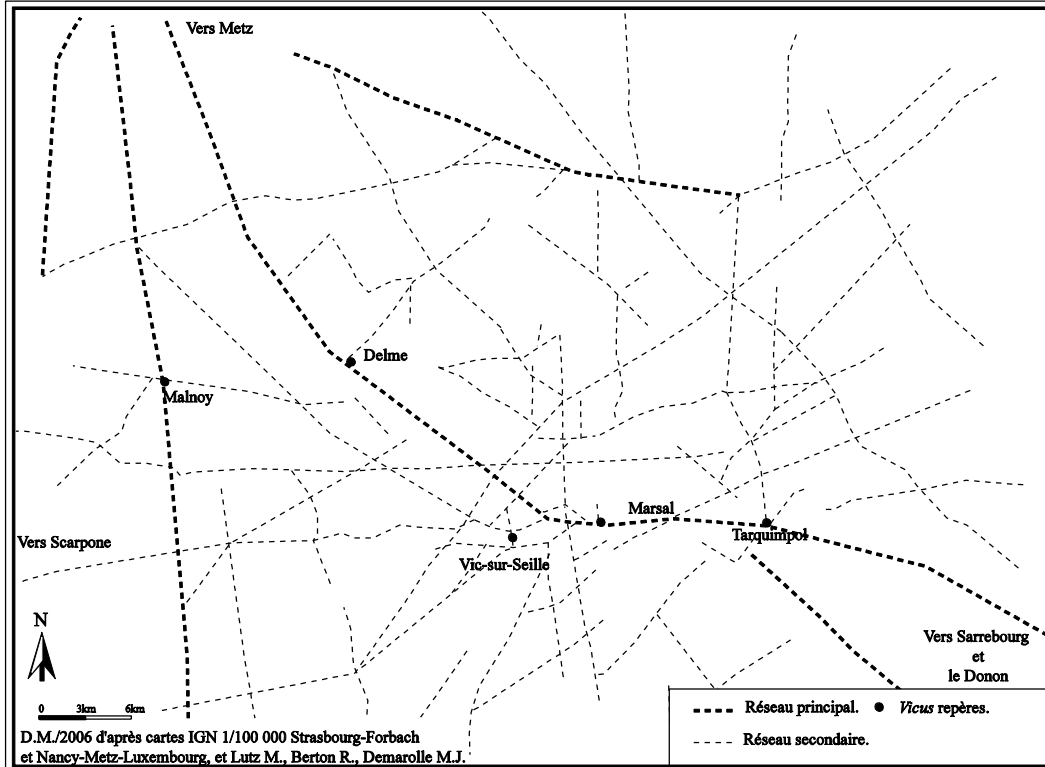 Vers Metz
Delme
Malnoy
Marsal
Tarquimpol
Vers Scarpone
Vic-sur-Seille
N
Vers Sarrebourg
et
le Donon
0 3km 6km
Réseau principal. Vicus repères.
Réseau secondaire.
D.M./2006 d'après cartes IGN 1/100 000 Strasbourg-Forbach
et Nancy-Metz-Luxembourg, et Lutz M., Berton R., Demarolle M.J.